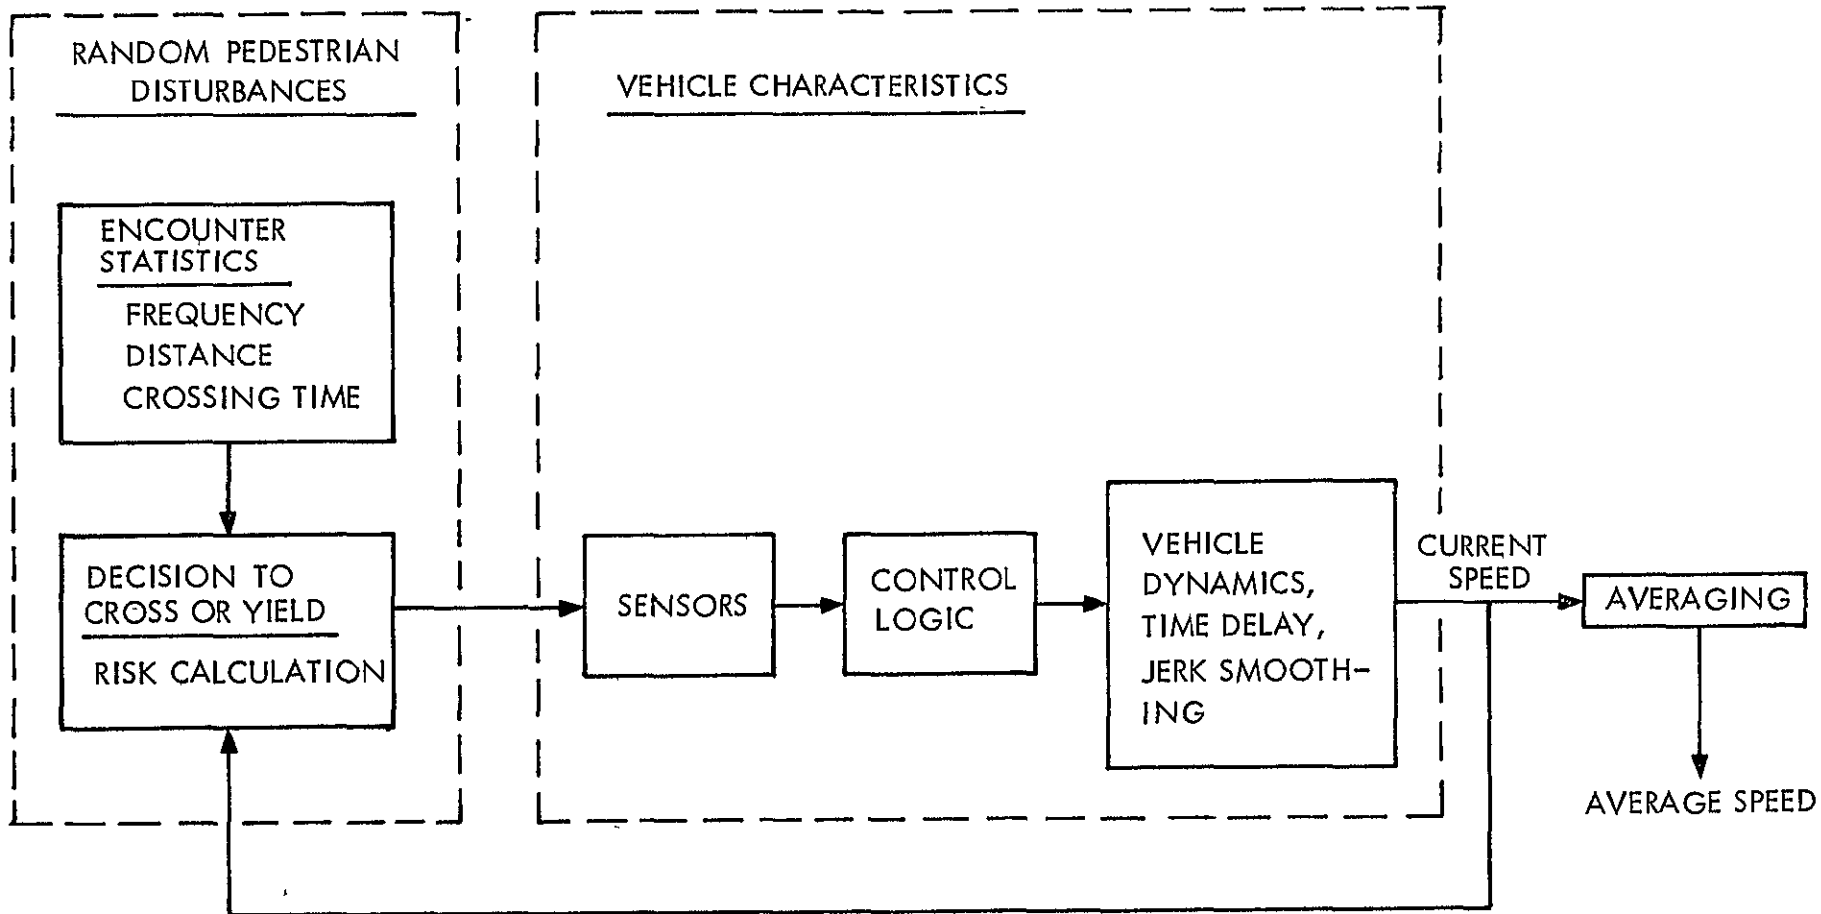 RANDOM PEDESTRIAN
DISTURBANCES
ENCOUNTER
STATISTICS
FREQUENCY
DISTANCE
CROSSING TIME
DECISION TO
CROSS OR YIELD
RISK CALCULATION
VEHICLE CHARACTERISTICS
SENSORS
CONTROL
LOGIC
VEHICLE
DYNAMICS,
TIME DELAY,
JERK SMOOTH-
ING
CURRENT
SPEED
AVERAGING
AVERAGE SPEED